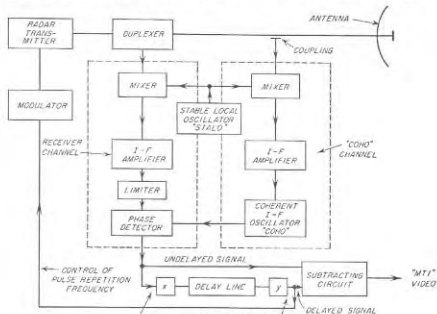 ANTENNA
RADAR
TRANS-
MITTER
DUPLEXER
COUPLING
MIXER
MIXER
MODULATOR
STABLE LOCAL
OSCILLATOR
"STALO"
RECEIVER
CHANNEL
"COHO"
CHANNEL
I-F
AMPLIFIER
I-F
AMPLIFIER
LIMITER
COHERENT
I-F
OSCILLATOR
"COHO"
PHASE
DETECTOR
UNDELAYED SIGNAL
CONTROL OF
PULSE REPETITION
FREQUENCY
x
DELAY LINE
y
SUBTRACTING
CIRCUIT
"MTI"
VIDEO
DELAYED SIGNAL